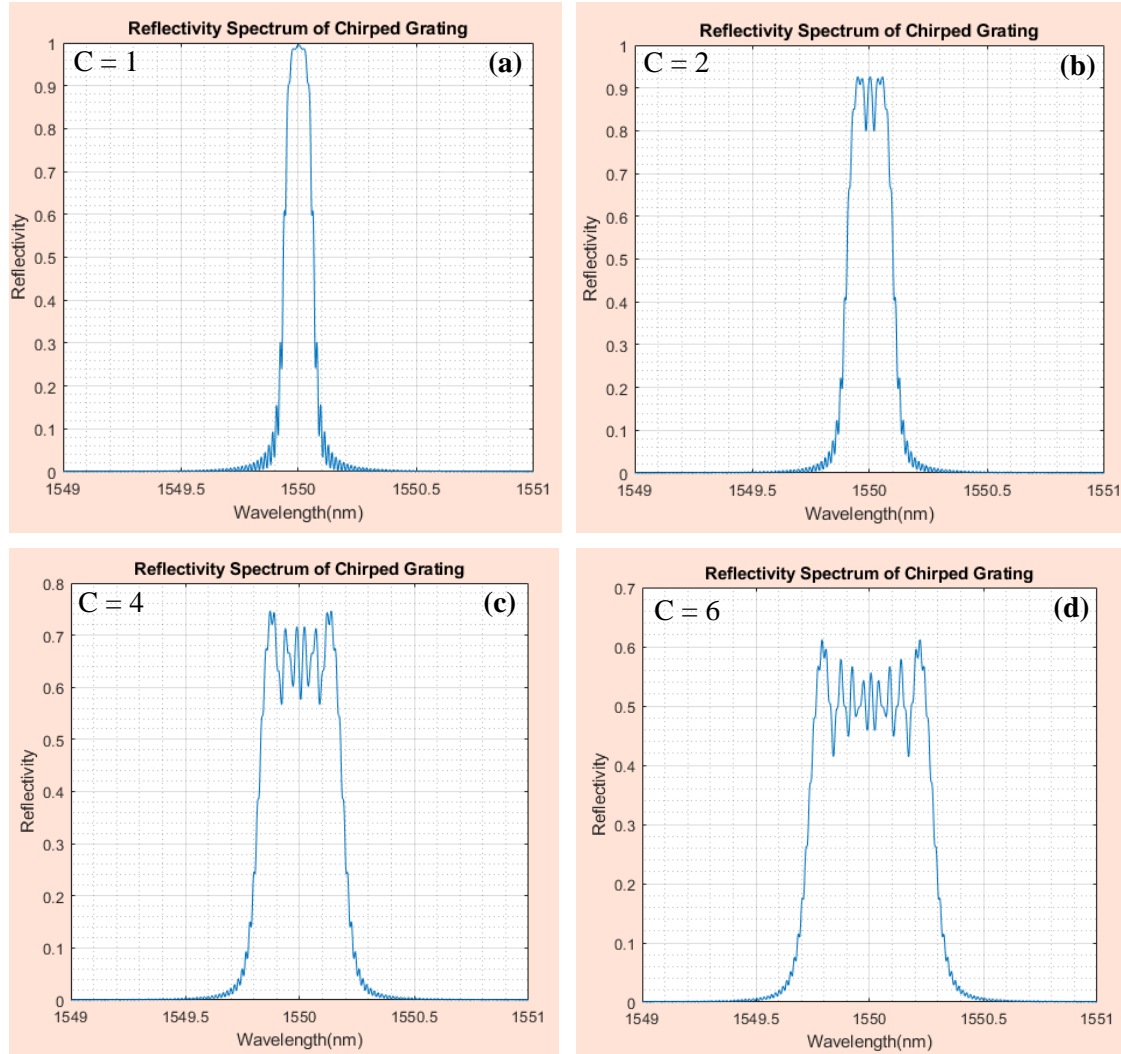 Reflectivity Spectrum of Chirped Grating
C = 1
(a)
1
0.9
0.8
0.7
0.6
0.5
0.4
0.3
0.2
0.1
0
Reflectivity
1549 1549.5 1550 1550.5 1551
Wavelength(nm)
Reflectivity Spectrum of Chirped Grating
C = 2
(b)
1
0.9
0.8
0.7
0.6
0.5
0.4
0.3
0.2
0.1
0
Reflectivity
1549 1549.5 1550 1550.5 1551
Wavelength(nm)
Reflectivity Spectrum of Chirped Grating
C = 4
(c)
0.8
0.7
0.6
0.5
0.4
0.3
0.2
0.1
0
Reflectivity
1549 1549.5 1550 1550.5 1551
Wavelength(nm)
Reflectivity Spectrum of Chirped Grating
C = 6
(d)
0.7
0.6
0.5
0.4
0.3
0.2
0.1
0
Reflectivity
1549 1549.5 1550 1550.5 1551
Wavelength(nm)